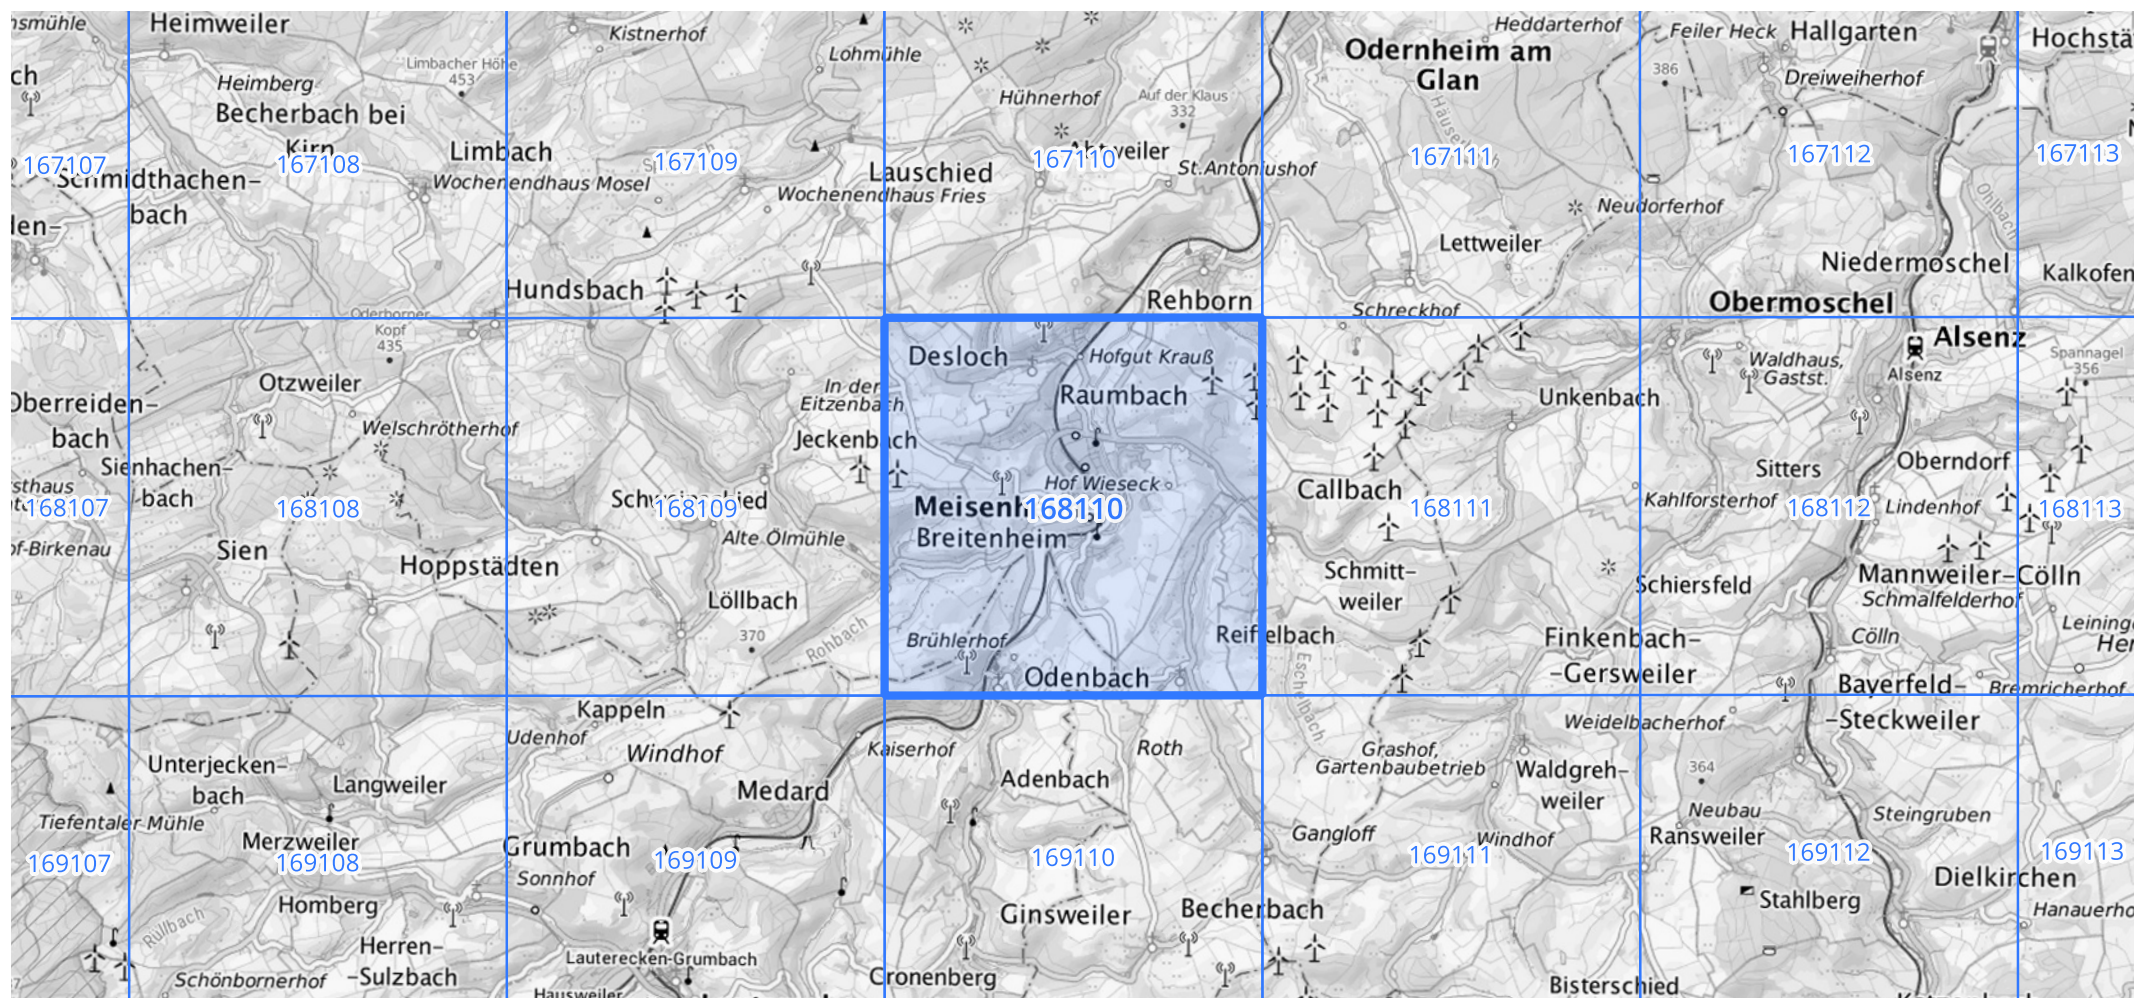 Heimweiler
Kistnerhof
Heddarterhof
Feiler Heck
Hallgarten
Limbacher Höhe
453
Lohmühle
Odernheim am
Glan
386
Dreiweiherhof
Heimberg
Becherbach bei
Kirn
Hühnerhof
Auf der Klaus
332
167107
167108
Limbach
167109
167110
167111
167112
167113
Schmidthachen-
bach
Wochenendhaus Mosel
Wochenendhaus Fries
Lauschied
St.Antoniushof
Neudorferhof
Ohlbach
Lettweiler
Niedermoschel
Hundsbach
Rehborn
Schreckhof
Obermoschel
Kalkofen
Oderborner
Kopf
435
Desloch
Hofgut Krauß
Raumbach
Waldhaus,
Gastst.
Alsenz
Alsenz
Spannagel
356
Otzweiler
In der
Eitzenbach
Unkenbach
Oberreiden-
bach
Welschrötherhof
Jeckenbach
Sienhachen-
bach
Hof Wieseck
Callbach
Sitters
Oberndorf
Kahlforsterhof
Lindenhof
168107
168108
168109
168110
168111
168112
168113
Breitenheim
of-Birkenau
Sien
Hoppstädten
Alte Ölmühle
Löllbach
370
Rohbach
Brühlerhof
Odenbach
Schmitt-
weiler
Schiersfeld
Mannweiler-Cölln
Schmalfelderhof
Cölln
Finkenbach-
-Gersweiler
Bayerfeld-
-Steckweiler
Bremricherhof
Eschelbach
Kappeln
Udenhof
Windhof
Kaiserhof
Roth
Weidelbacherhof
Grashof,
Gartenbaubetrieb
Waldgreh-
weiler
364
Unterjecken-
bach
Langweiler
Medard
Adenbach
Tiefentaler Mühle
Merzweiler
Grumbach
Sonnhof
Gangloff
Windhof
Neubau
Ransweiler
Steingruben
169107
169108
169109
169110
169111
169112
169113
Homberg
Rüllbach
Herren-
-Sulzbach
Schönbornerhof
Lauterecken-Grumbach
Hausweiler
Ginsweiler
Becherbach
Cronenberg
Stahlberg
Dielkirchen
Bisterschied